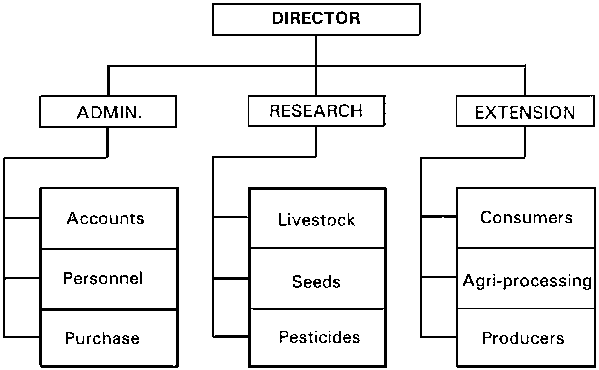 DIRECTOR
ADMIN.
RESEARCH
EXTENSION
Accounts
Personnel
Purchase
Livestock
Seeds
Pesticides
Consumers
Agri-processing
Producers